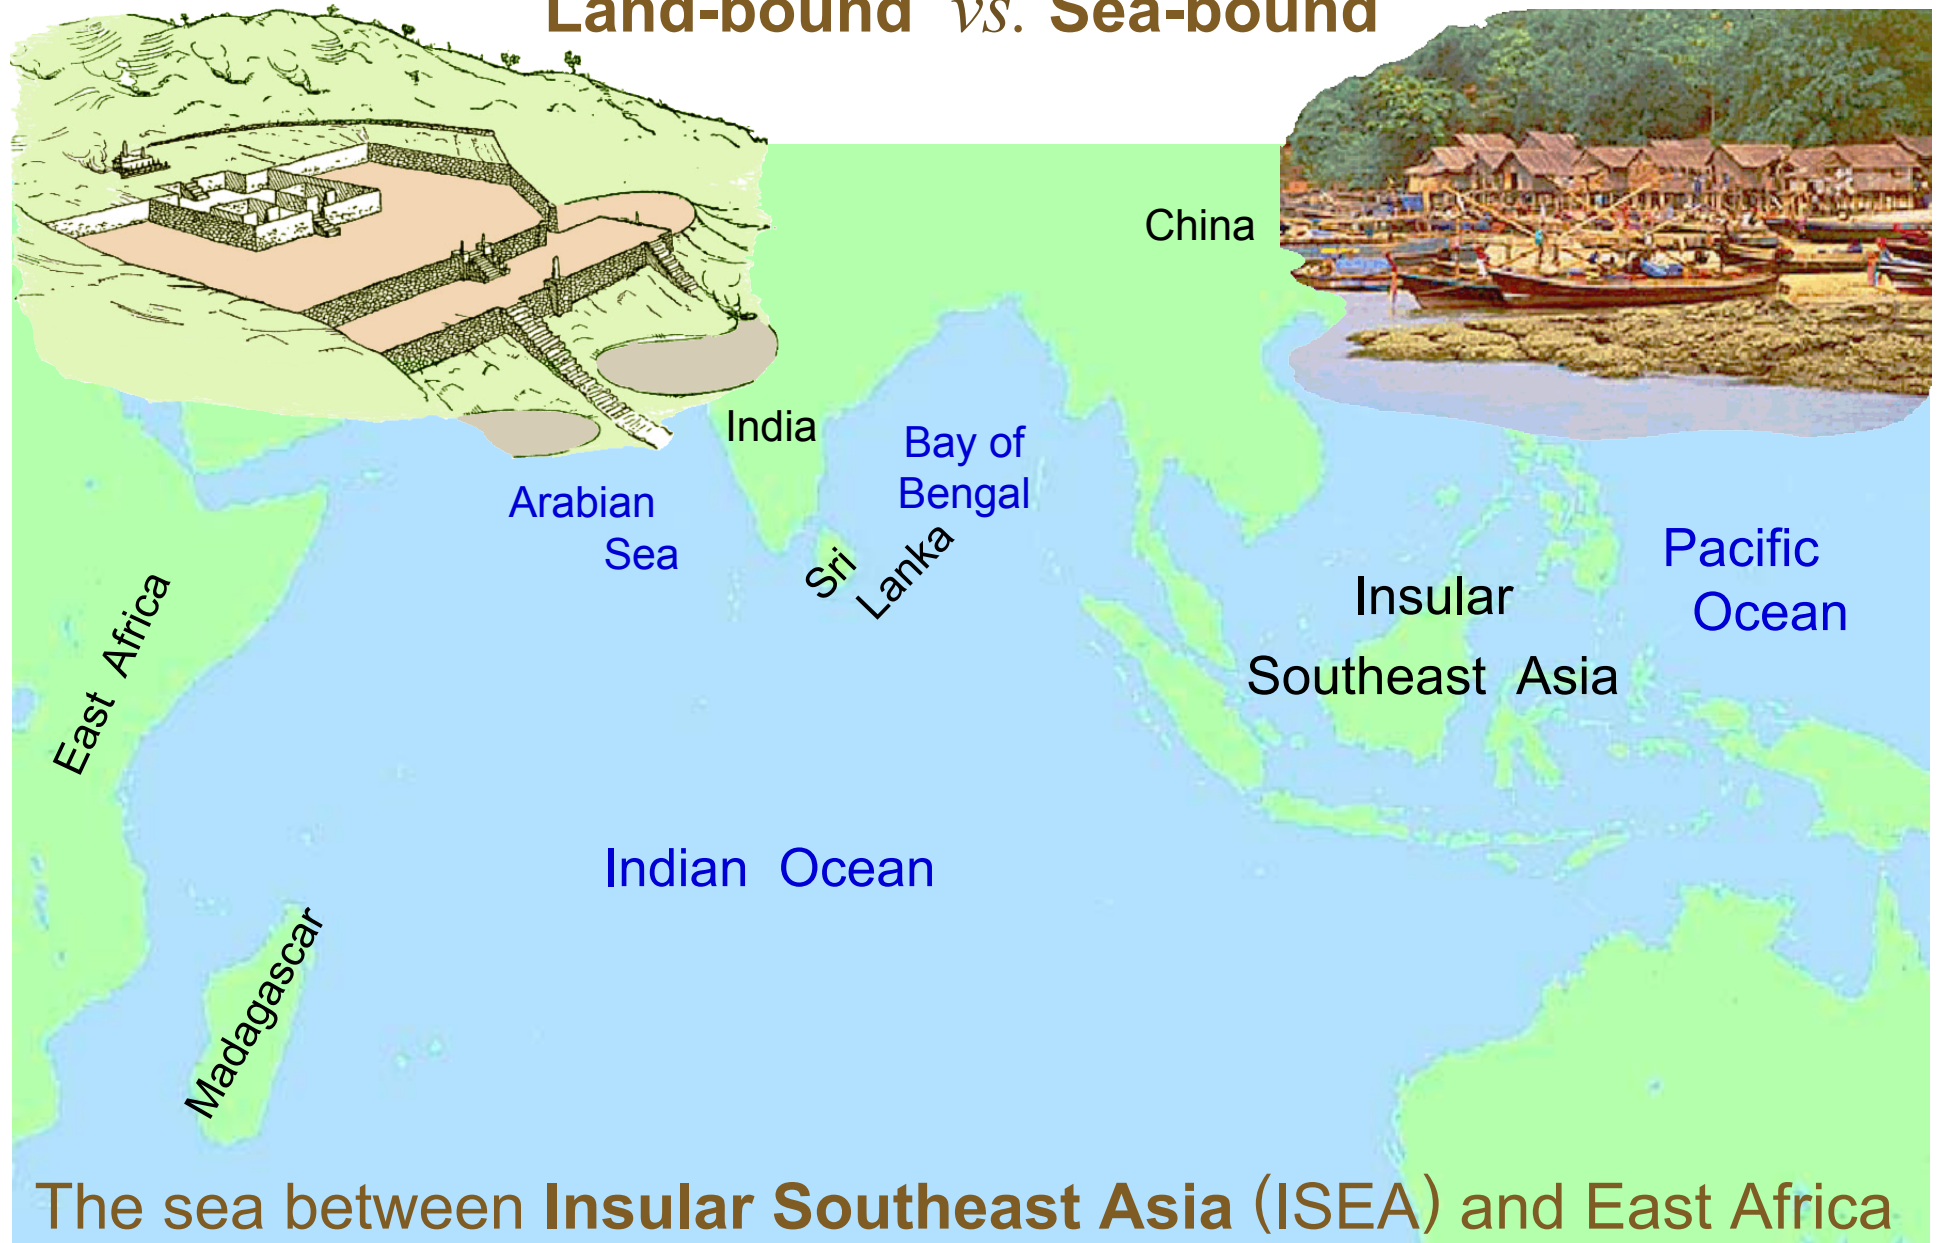 Land-bound vs. Sea-bound
China
India
Bay of
Bengal
Arabian
Sea
Sri
Lanka
Pacific
Ocean
Insular
Southeast Asia
East Africa
Indian Ocean
Madagascar
The sea between Insular Southeast Asia (ISEA) and East Africa